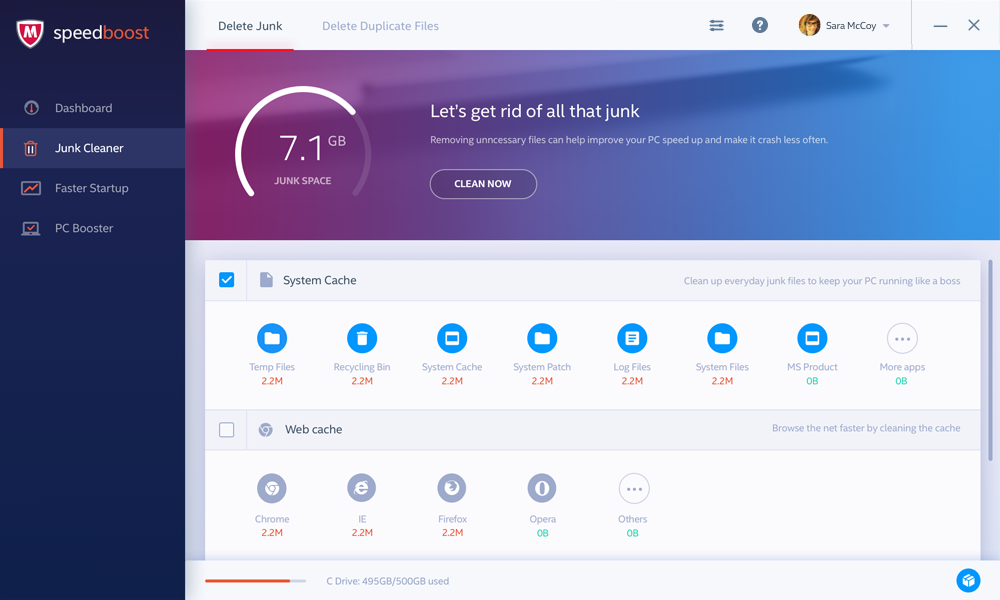 speedboost
Dashboard
Junk Cleaner
Faster Startup
PC Booster
Delete Junk
Delete Duplicate Files
?
Sara McCoy
7.1 GB
JUNK SPACE
Let's get rid of all that junk
Removing unncessary files can help improve your PC speed up and make it crash less often.
CLEAN NOW
System Cache
Clean up everyday junk files to keep your PC running like a boss
Temp Files
2.2M
Recycling Bin
2.2M
System Cache
2.2M
System Patch
2.2M
Log Files
2.2M
System Files
2.2M
MS Product
0B
More apps
0B
Web cache
Browse the net faster by cleaning the cache
Chrome
2.2M
IE
2.2M
Firefox
2.2M
Opera
0B
Others
0B
C Drive: 495GB/500GB used